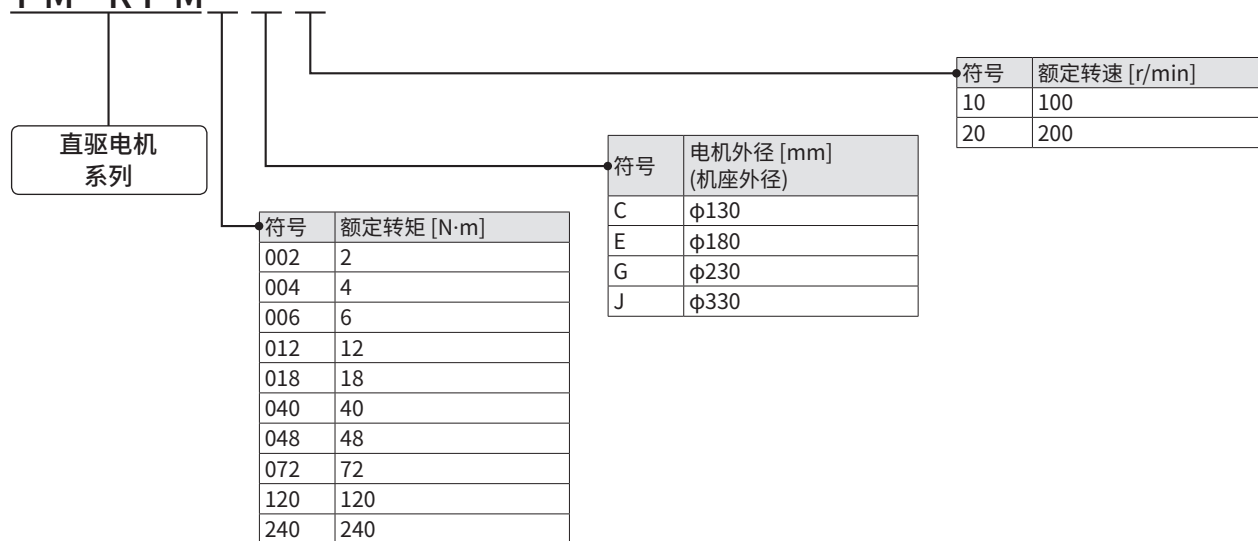 符号 额定转速 [r/min]
10 100
20 200
直驱电机
系列
符号 电机外径 [mm]
(机座外径)
C φ130
E φ180
G φ230
J φ330
符号 额定转矩 [N·m]
002 2
004 4
006 6
012 12
018 18
040 40
048 48
072 72
120 120
240 240